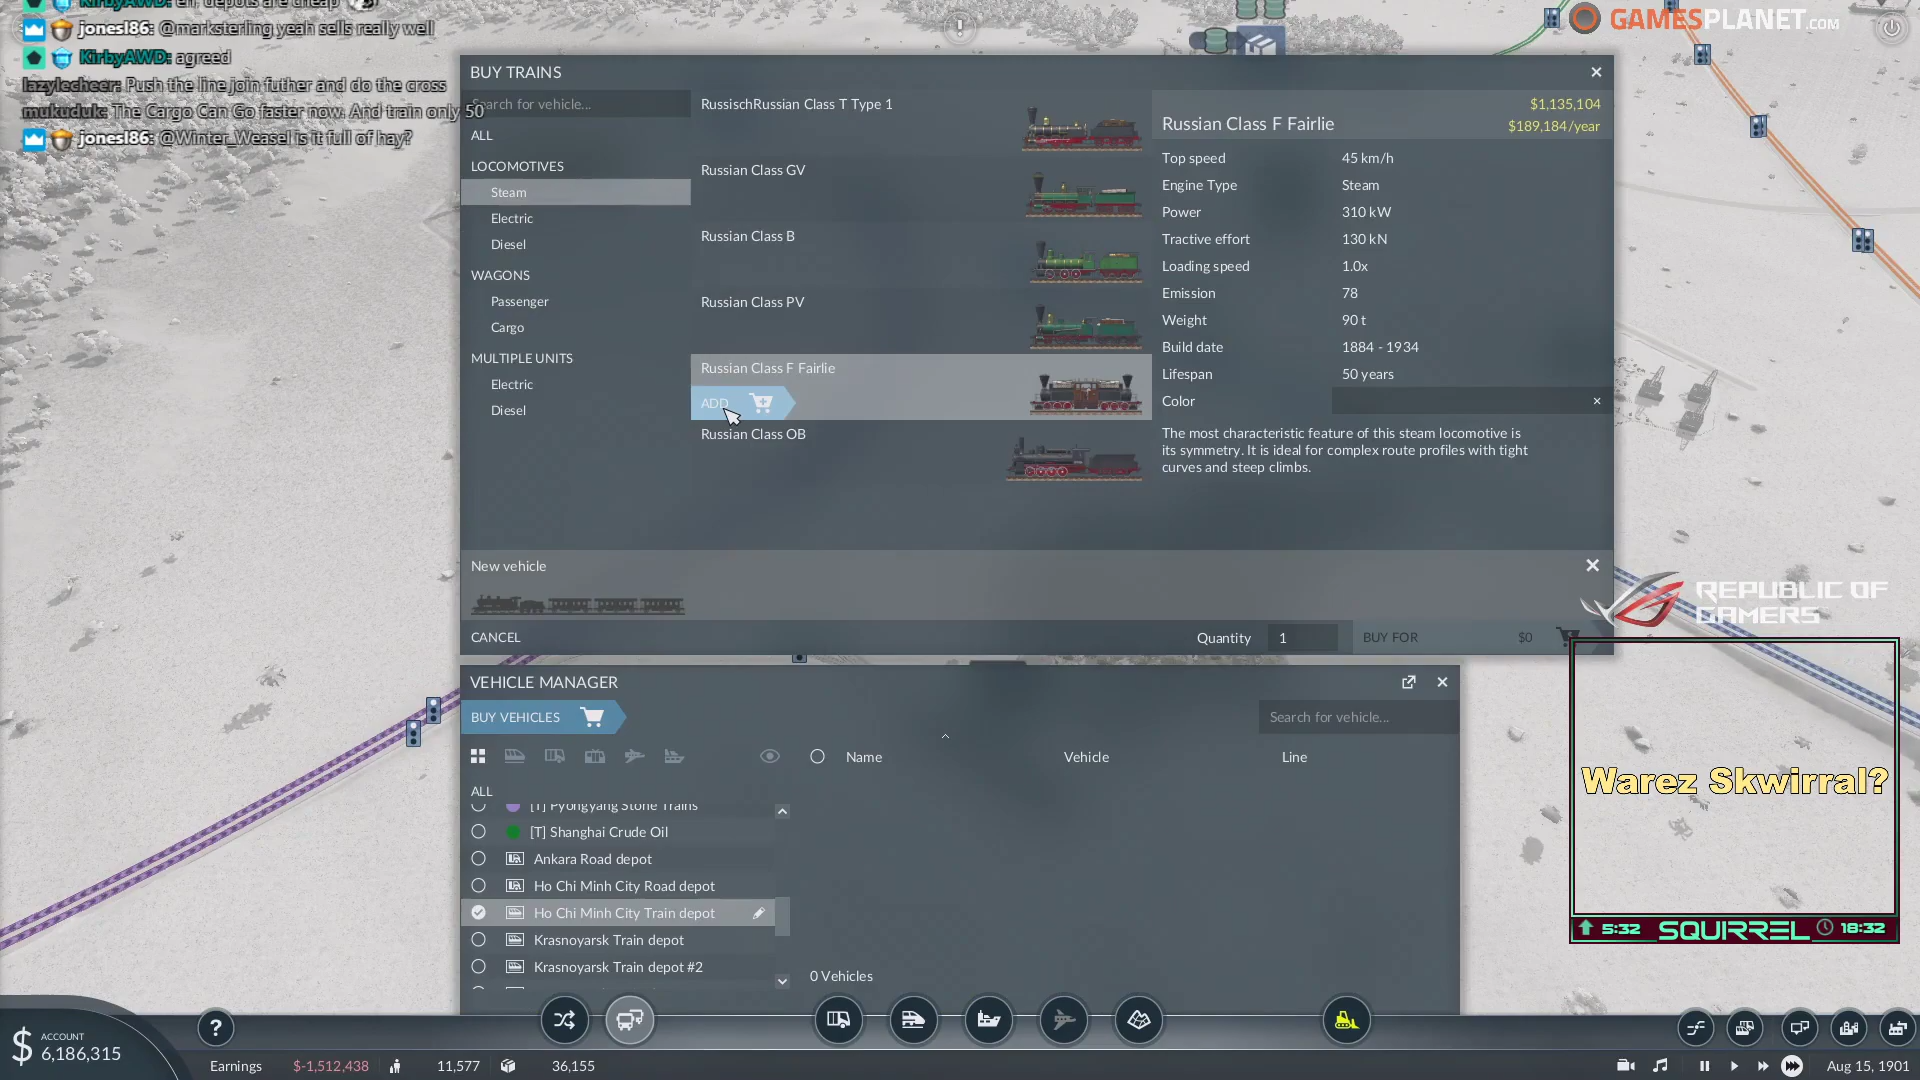 KirbyAWD: eh, depots are cheap
jonesl86: @marksterling yeah sells really well
KirbyAWD: agreed
lazylecheer: Push the line join futher and do the cross
mukuduk: The Cargo Can Go faster now. And train only 50
jonesl86: @Winter_Weasel is it full of hay?
GAMESPLANET.COM
BUY TRAINS
Search for vehicle...
ALL
LOCOMOTIVES
Steam
Electric
Diesel
WAGONS
Passenger
Cargo
MULTIPLE UNITS
Electric
Diesel
RussischRussian Class T Type 1
Russian Class GV
Russian Class B
Russian Class PV
Russian Class F Fairlie
ADD
Russian Class OB
$1,135,104
Russian Class F Fairlie
$189,184/year
Top speed 45 km/h
Engine Type Steam
Power 310 kW
Tractive effort 130 kN
Loading speed 1.0x
Emission 78
Weight 90 t
Build date 1884 - 1934
Lifespan 50 years
Color
The most characteristic feature of this steam locomotive is
its symmetry. It is ideal for complex route profiles with tight
curves and steep climbs.
New vehicle
CANCEL
Quantity 1
BUY FOR $0
REPUBLIC OF
GAMERS
VEHICLE MANAGER
BUY VEHICLES
Search for vehicle...
Name Vehicle Line
ALL
[T] Pyongyang Stone Trains
[T] Shanghai Crude Oil
Ankara Road depot
Ho Chi Minh City Road depot
Ho Chi Minh City Train depot
Krasnoyarsk Train depot
Krasnoyarsk Train depot #2
0 Vehicles
Warez Skwirral?
5:32 SQUIRREL 18:32
?
$ ACCOUNT
6,186,315
Earnings $-1,512,438 11,577 36,155
Aug 15, 1901